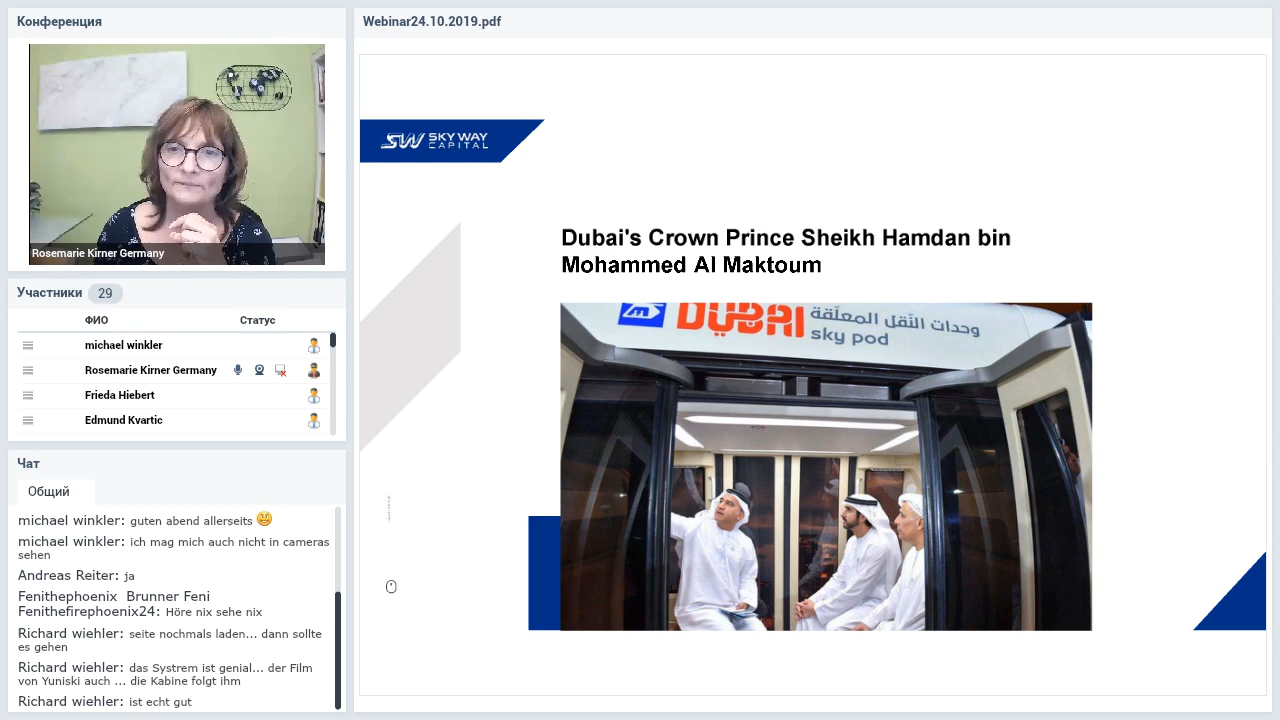 Конференция
Rosemarie Kirner Germany
Участники 29
ФИО Статус
michael winkler
Rosemarie Kirner Germany
Frieda Hiebert
Edmund Kvartic
Чат
Общий
michael winkler: guten abend allerseits
michael winkler: ich mag mich auch nicht in cameras
sehen
Andreas Reiter: ja
Fenithephoenix Brunner Feni
Fenithefirephoenix24: Höre nix sehe nix
Richard wiehler: seite nochmals laden... dann sollte
es gehen
Richard wiehler: das Systrem ist genial... der Film
von Yuniski auch ... die Kabine folgt ihm
Richard wiehler: ist echt gut
Webinar24.10.2019.pdf
SW SKY WAY
CAPITAL
Dubai's Crown Prince Sheikh Hamdan bin
Mohammed Al Maktoum
DUBAI
وحدات النّقل المعلّقة
sky pod